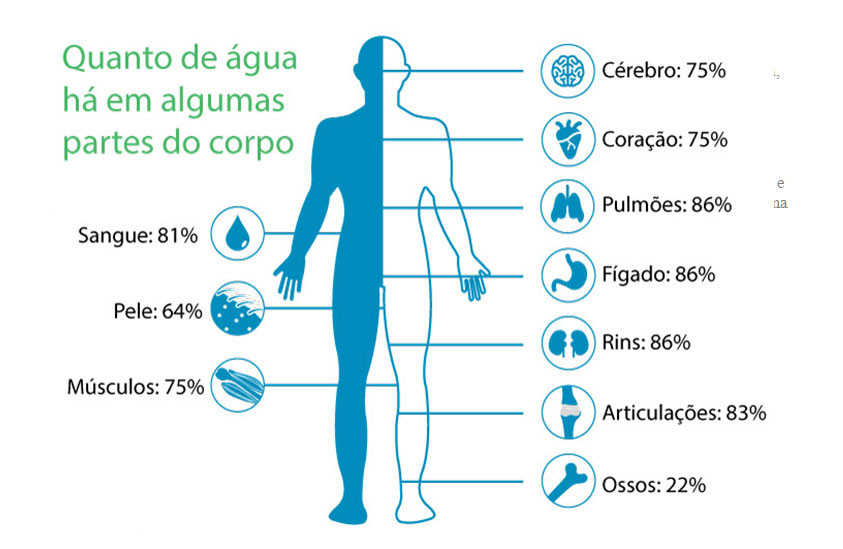 Quanto de água
há em algumas
partes do corpo
Sangue: 81%
Pele: 64%
Músculos: 75%
Cérebro: 75%
Coração: 75%
Pulmões: 86%
Fígado: 86%
Rins: 86%
Articulações: 83%
Ossos: 22%
e